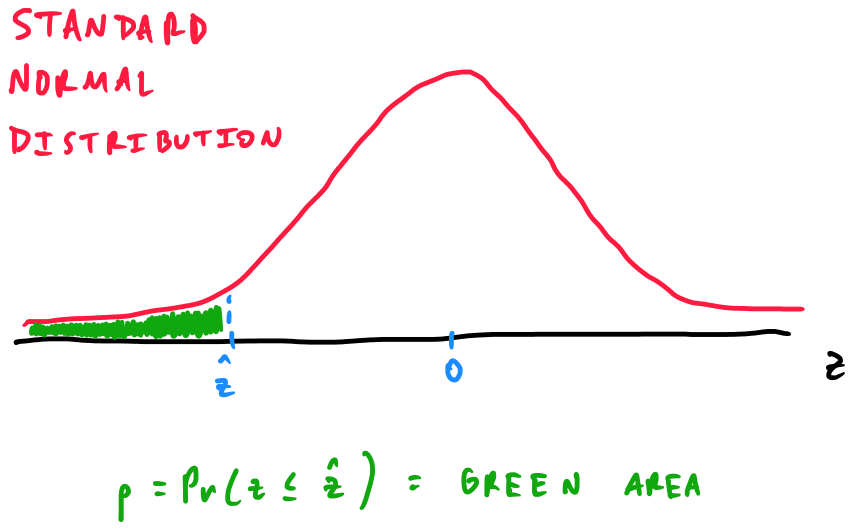 STANDARD
NORMAL
DISTRIBUTION
ẑ
0
z
p = Pr(z ≤ ẑ) = GREEN AREA